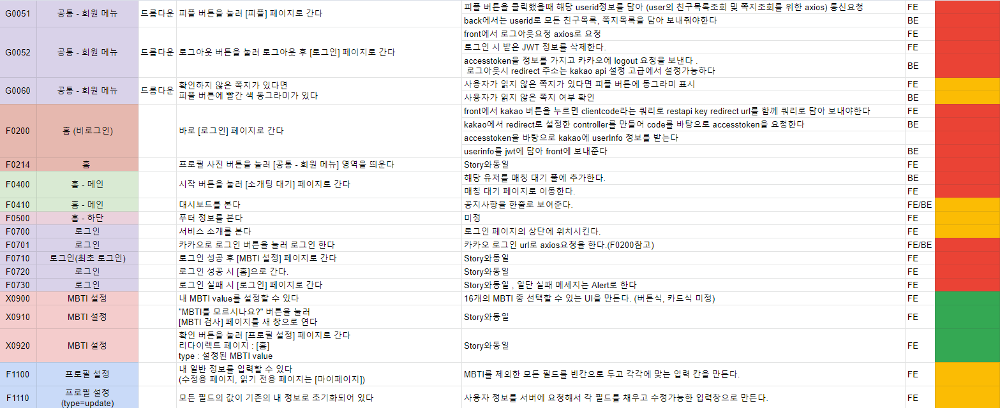 G0051 공통 - 회원 메뉴 드롭다운 피플 버튼을 눌러 [피플] 페이지로 간다 피플 버튼을 클릭했을때 해당 userid정보를 담아 (user의 친구목록조회 및 쪽지조회를 위한 axios) 통신요청 FE
back에서는 userid로 모든 친구목록, 쪽지목록을 담아 보내줘야한다 BE
G0052 공통 - 회원 메뉴 드롭다운 로그아웃 버튼을 눌러 로그아웃 후 [로그인] 페이지로 간다 front에서 로그아웃요청 axios로 요청 FE
로그인 시 받은 JWT 정보를 삭제한다. FE
accesstoken을 정보를 가지고 카카오에 logout 요청을 보낸다 .
로그아웃시 redirect 주소는 kakao api 설정 고급에서 설정가능하다 BE
G0060 공통 - 회원 메뉴 드롭다운 확인하지 않은 쪽지가 있다면
피플 버튼에 빨간 색 동그라미가 있다 사용자가 읽지 않은 쪽지가 있다면 피플 버튼에 동그라미 표시 FE
사용자가 읽지 않은 쪽지 여부 확인 BE
F0200 홈 (비로그인) 바로 [로그인] 페이지로 간다 front에서 kakao 버튼을 누르면 clientcode라는 쿼리로 restapi key redirect url를 함께 쿼리로 담아 보내야한다 FE
kakao에서 redirect로 설정한 controller를 만들어 code를 바탕으로 accesstoken을 요청한다 BE
accesstoken을 바탕으로 kakao에 userInfo 정보를 받는다
userinfo를 jwt에 담아 front에 보내준다 BE
F0214 홈 프로필 사진 버튼을 눌러 [공통 - 회원 메뉴] 영역을 띄운다 Story와동일 FE
F0400 홈 - 메인 시작 버튼을 눌러 [소개팅 대기] 페이지로 간다 해당 유저를 매칭 대기 풀에 추가한다. BE
매칭 대기 페이지로 이동한다. FE
F0410 홈 - 메인 대시보드를 본다 공지사항을 한줄로 보여준다. FE/BE
F0500 홈 - 하단 푸터 정보를 본다 미정 FE
F0700 로그인 서비스 소개를 본다 로그인 페이지의 상단에 위치시킨다. FE
F0701 로그인 카카오로 로그인 버튼을 눌러 로그인 한다 카카오 로그인 url로 axios요청을 한다.(F0200참고) FE/BE
F0710 로그인(최초 로그인) 로그인 성공 후 [MBTI 설정] 페이지로 간다 Story와동일 FE
F0720 로그인 로그인 성공 시 [홈]으로 간다. Story와동일 FE
F0730 로그인 로그인 실패 시 [로그인] 페이지로 간다 Story와동일 , 일단 실패 메세지는 Alert로 한다 FE
X0900 MBTI 설정 내 MBTI value를 설정할 수 있다 16개의 MBTI 중 선택할 수 있는 UI을 만든다. (버튼식, 카드식 미정) FE
X0910 MBTI 설정 "MBTI를 모르시나요?" 버튼을 눌러
[MBTI 검사] 페이지를 새 창으로 연다 Story와동일 FE
X0920 MBTI 설정 확인 버튼을 눌러 [프로필 설정] 페이지로 간다
리다이렉트 페이지 : [홈]
type : 설정된 MBTI value Story와동일 FE
F1100 프로필 설정 내 일반 정보를 입력할 수 있다
(수정용 페이지, 읽기 전용 페이지는 [마이페이지]) MBTI를 제외한 모든 필드를 빈칸으로 두고 각각에 맞는 입력 칸을 만든다. FE
F1110 프로필 설정
(type=update) 모든 필드의 값이 기존의 내 정보로 초기화되어 있다 사용자 정보를 서버에 요청해서 각 필드를 채우고 수정가능한 입력창으로 만든다. FE